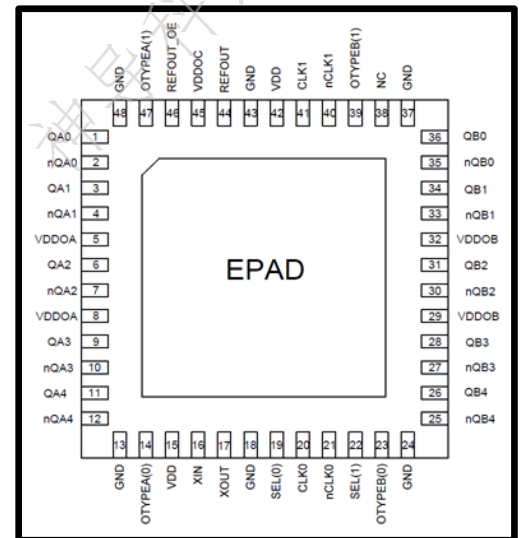 GND OTYPEA(1) REFOUT_OE VDDOC REFOUT GND VDD CLK1 nCLK1 OTYPEB(1) NC GND
48 47 46 45 44 43 42 41 40 39 38 37
QA0 1 36 QB0
nQA0 2 35 nQB0
QA1 3 34 QB1
nQA1 4 33 nQB1
VDDOA 5 32 VDDOB
QA2 6 31 QB2
EPAD
nQA2 7 30 nQB2
VDDOA 8 29 VDDOB
QA3 9 28 QB3
nQA3 10 27 nQB3
QA4 11 26 QB4
nQA4 12 25 nQB4
13 14 15 16 17 18 19 20 21 22 23 24
GND OTYPEA(0) VDD XIN XOUT GND SEL(0) CLK0 nCLK0 SEL(1) OTYPEB(0) GND